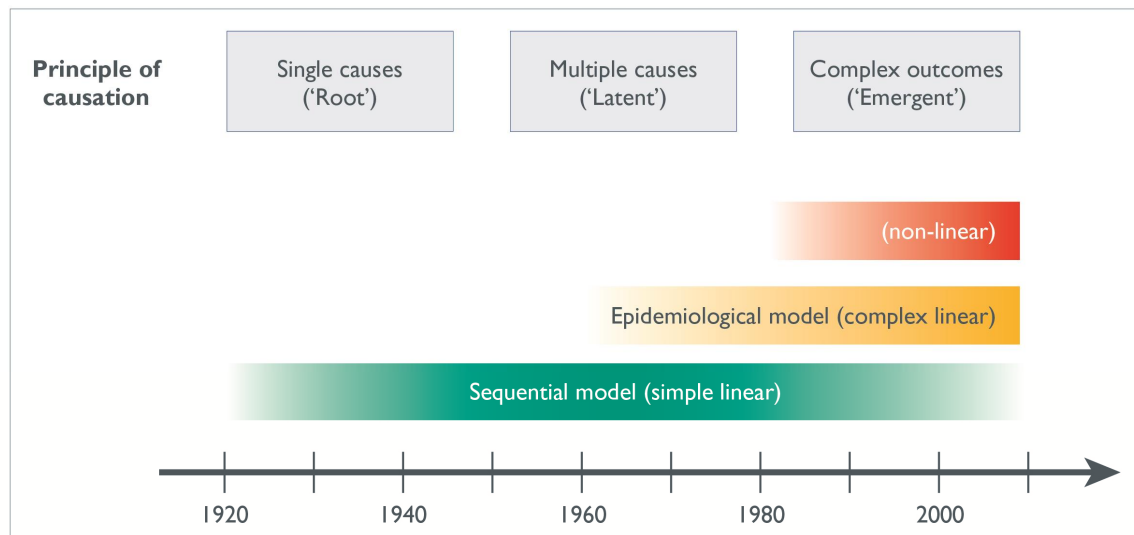 Principle of
causation
Single causes
(‘Root’)
Multiple causes
(‘Latent’)
Complex outcomes
(‘Emergent’)
(non-linear)
Epidemiological model (complex linear)
Sequential model (simple linear)
1920
1940
1960
1980
2000